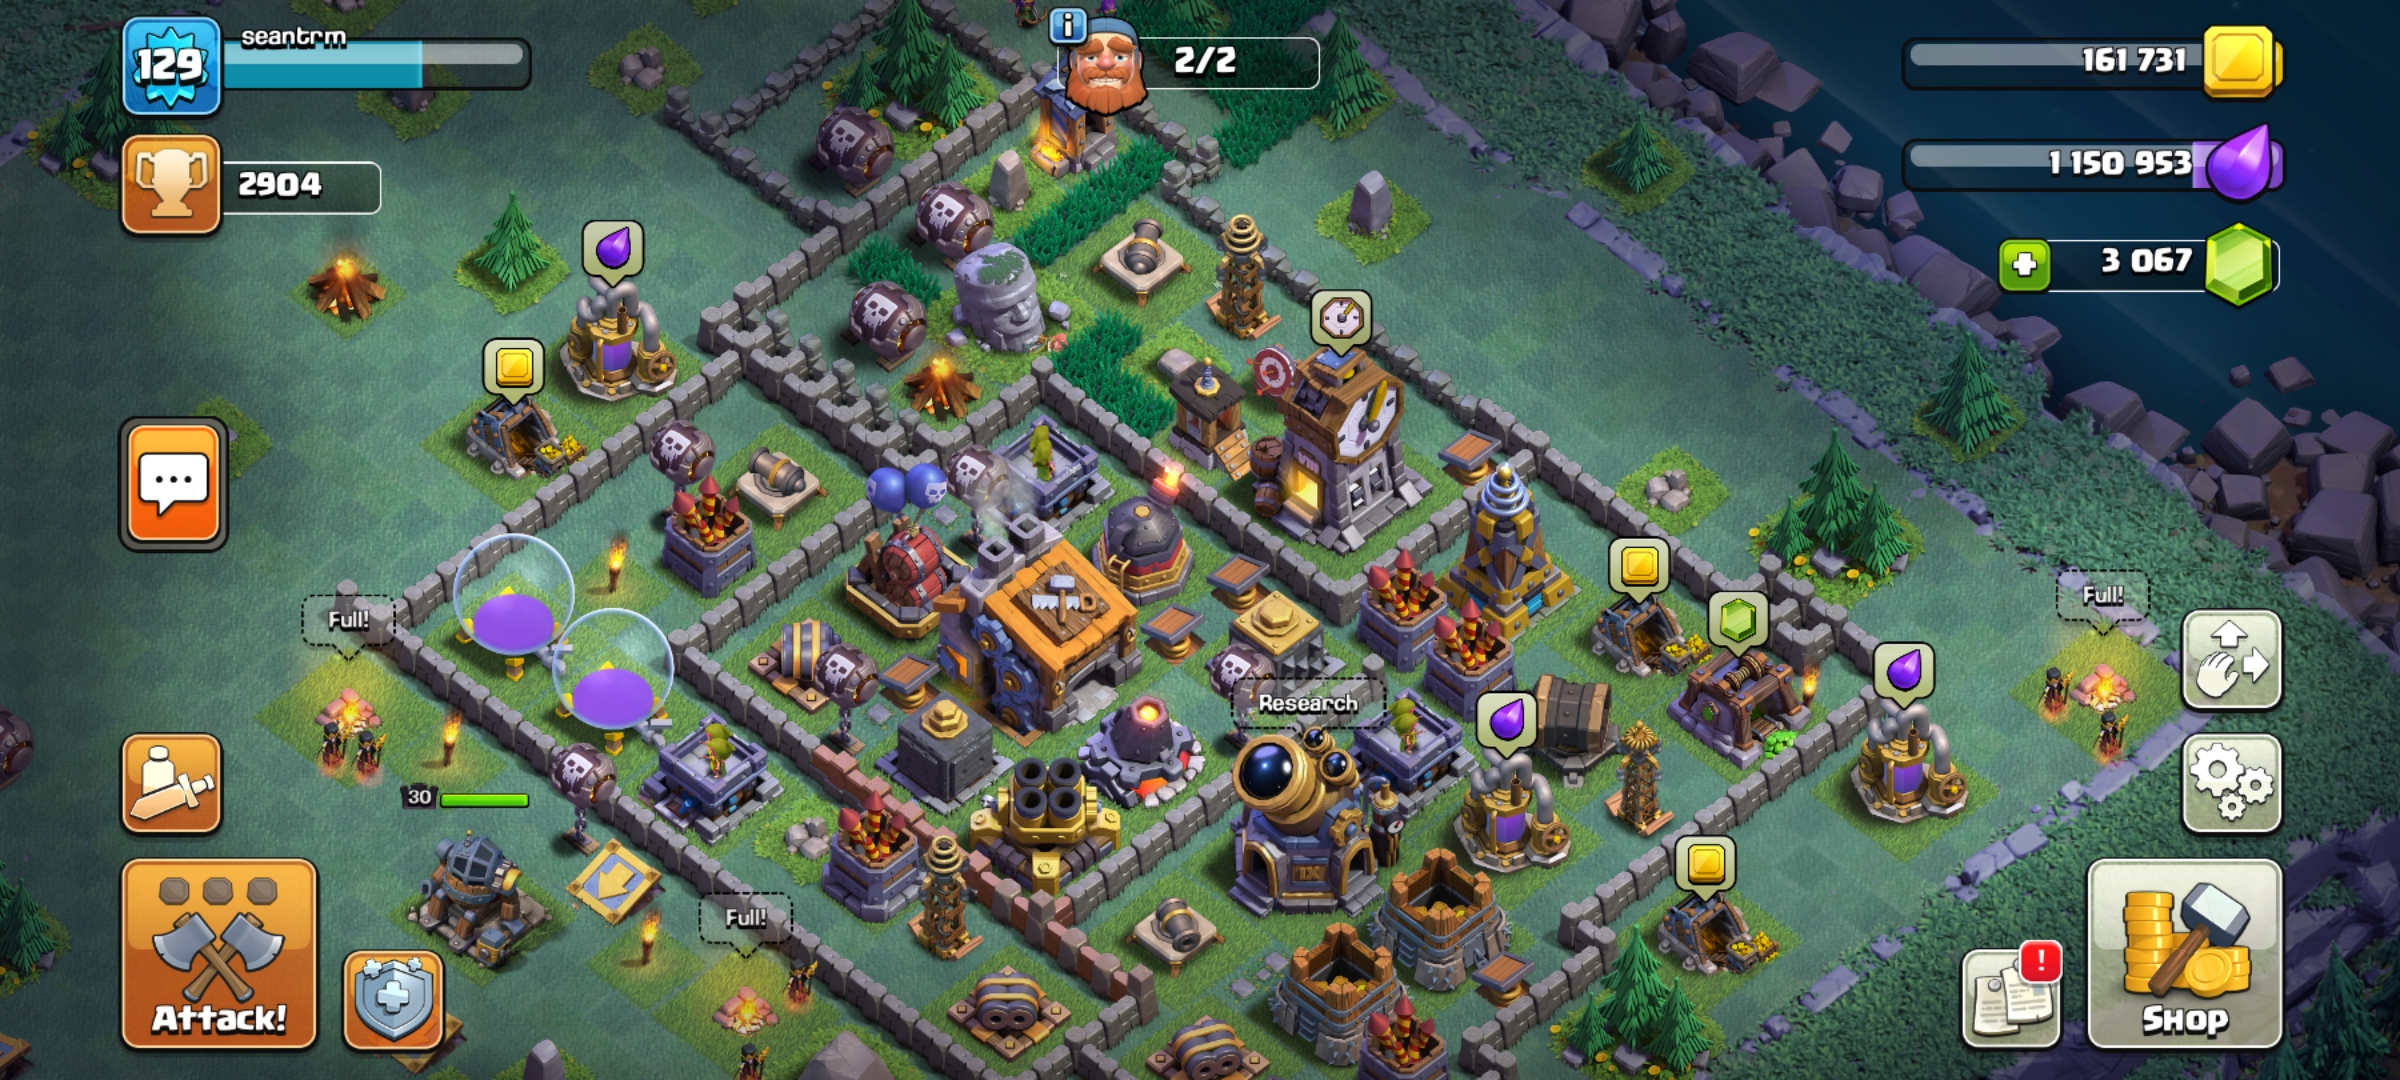 seantrm
129
2/2
161 731
2904
1 150 953
3 067
Full!
Full!
Research
30
Full!
Attack!
Shop